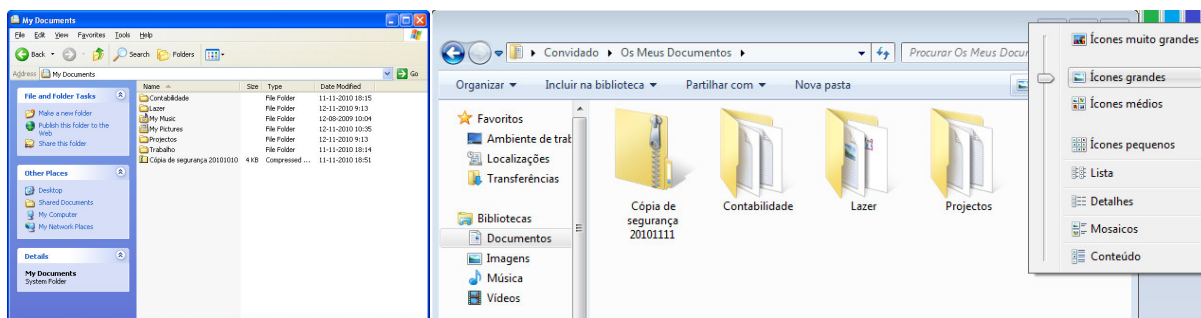 My Documents
File Edit View Favorites Tools Help
Back Search Folders
Address My Documents Go
File and Folder Tasks
Make a new folder
Publish this folder to the
Web
Share this folder
Other Places
Desktop
Shared Documents
My Computer
My Network Places
Details
My Documents
System Folder
Name Size Type Date Modified
Contabilidade File Folder 11-11-2010 18:15
Lazer File Folder 12-11-2010 9:13
My Music File Folder 12-08-2009 10:04
My Pictures File Folder 12-11-2010 10:35
Projectos File Folder 12-11-2010 9:13
Trabalho File Folder 11-11-2010 18:14
Cópia de segurança 20101010 4 KB Compressed ... 11-11-2010 18:51
Convidado Os Meus Documentos
Procurar Os Meus Docum
Organizar Incluir na biblioteca Partilhar com Nova pasta
Favoritos
Ambiente de trab
Localizações
Transferências
Bibliotecas
Documentos
Imagens
Música
Vídeos
Cópia de
segurança
20101111
Contabilidade
Lazer
Projectos
Ícones muito grandes
Ícones grandes
Ícones médios
Ícones pequenos
Lista
Detalhes
Mosaicos
Conteúdo